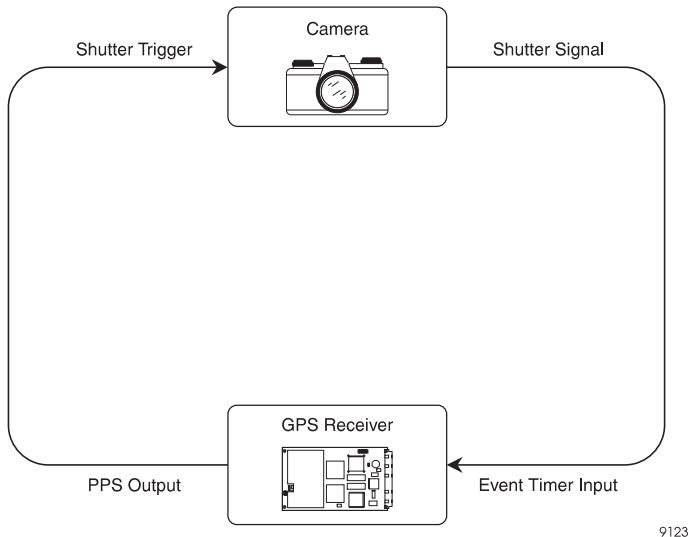 Camera
Shutter Trigger
Shutter Signal
GPS Receiver
PPS Output
Event Timer Input
9123